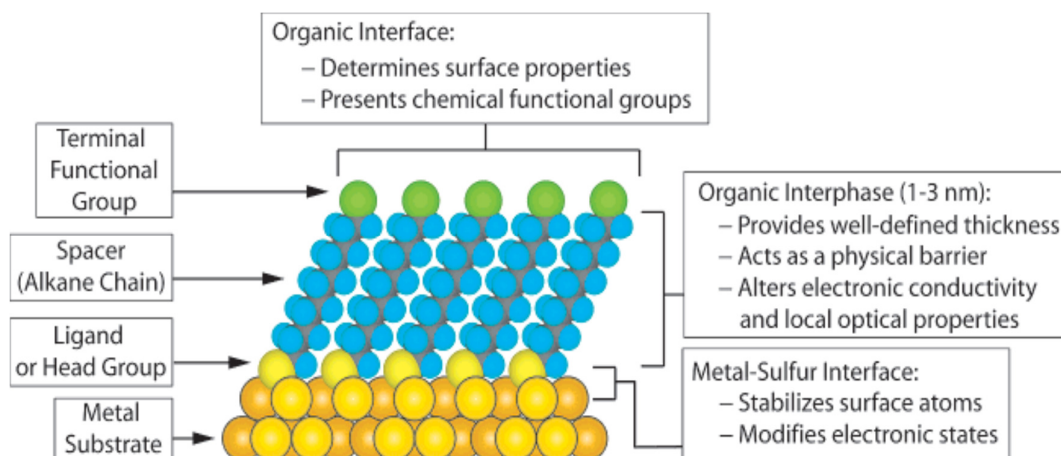 Organic Interface:
– Determines surface properties
– Presents chemical functional groups
Terminal
Functional
Group
Spacer
(Alkane Chain)
Ligand
or Head Group
Metal
Substrate
Organic Interphase (1-3 nm):
– Provides well-defined thickness
– Acts as a physical barrier
– Alters electronic conductivity
and local optical properties
Metal-Sulfur Interface:
– Stabilizes surface atoms
– Modifies electronic states